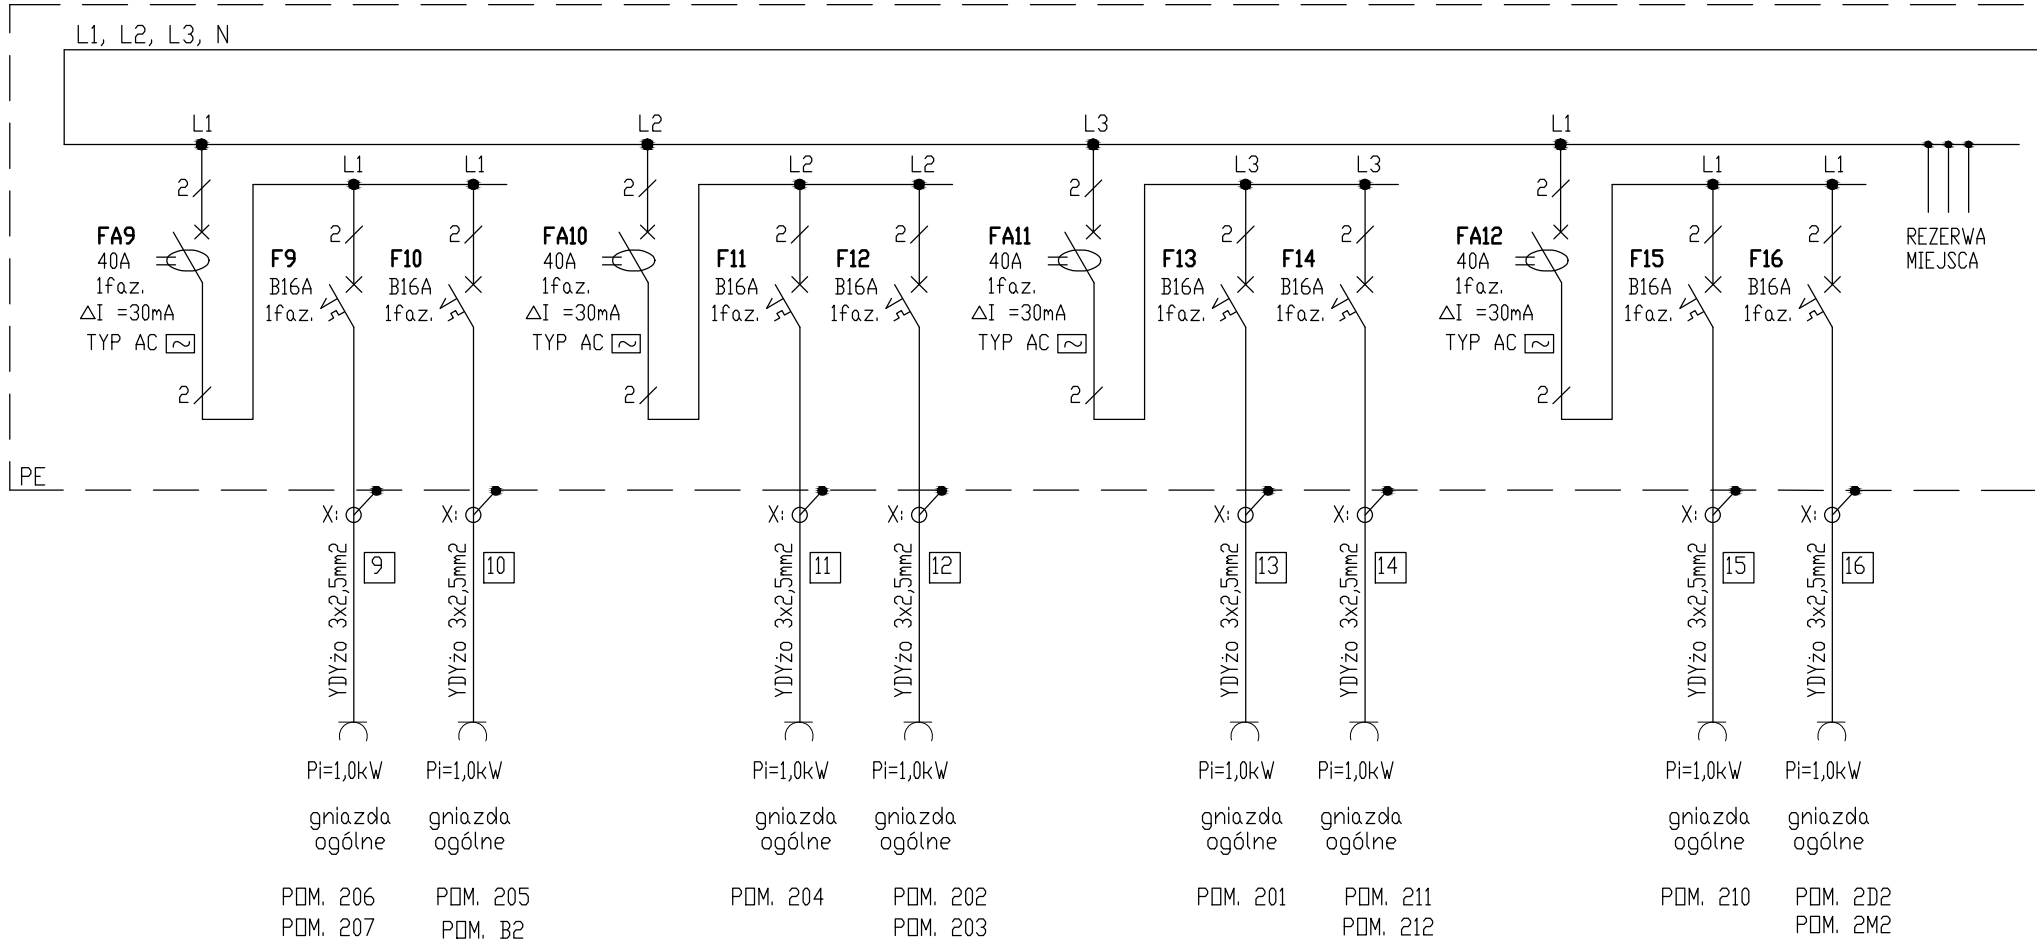 L1, L2, L3, N
L1
L2
L3
L1
L1
L1
L2
L2
L3
L3
L1
L1
2
2
2
2
2
2
2
2
2
2
2
2
FA9
40A
1faz.
ΔI =30mA
TYP AC ~
F9
B16A
1faz.
F10
B16A
1faz.
FA10
40A
1faz.
ΔI =30mA
TYP AC ~
F11
B16A
1faz.
F12
B16A
1faz.
FA11
40A
1faz.
ΔI =30mA
TYP AC ~
F13
B16A
1faz.
F14
B16A
1faz.
FA12
40A
1faz.
ΔI =30mA
TYP AC ~
F15
B16A
1faz.
F16
B16A
1faz.
REZERWA
MIEJSCA
2
2
2
2
PE
X:
X:
X:
X:
X:
X:
X:
X:
YDYżo 3x2,5mm2
9
YDYżo 3x2,5mm2
10
YDYżo 3x2,5mm2
11
YDYżo 3x2,5mm2
12
YDYżo 3x2,5mm2
13
YDYżo 3x2,5mm2
14
YDYżo 3x2,5mm2
15
YDYżo 3x2,5mm2
16
Pi=1,0kW
gniazda
ogólne
POM. 206
POM. 207
Pi=1,0kW
gniazda
ogólne
POM. 205
POM. B2
Pi=1,0kW
gniazda
ogólne
POM. 204
Pi=1,0kW
gniazda
ogólne
POM. 202
POM. 203
Pi=1,0kW
gniazda
ogólne
POM. 201
Pi=1,0kW
gniazda
ogólne
POM. 211
POM. 212
Pi=1,0kW
gniazda
ogólne
POM. 210
Pi=1,0kW
gniazda
ogólne
POM. 2D2
POM. 2M2